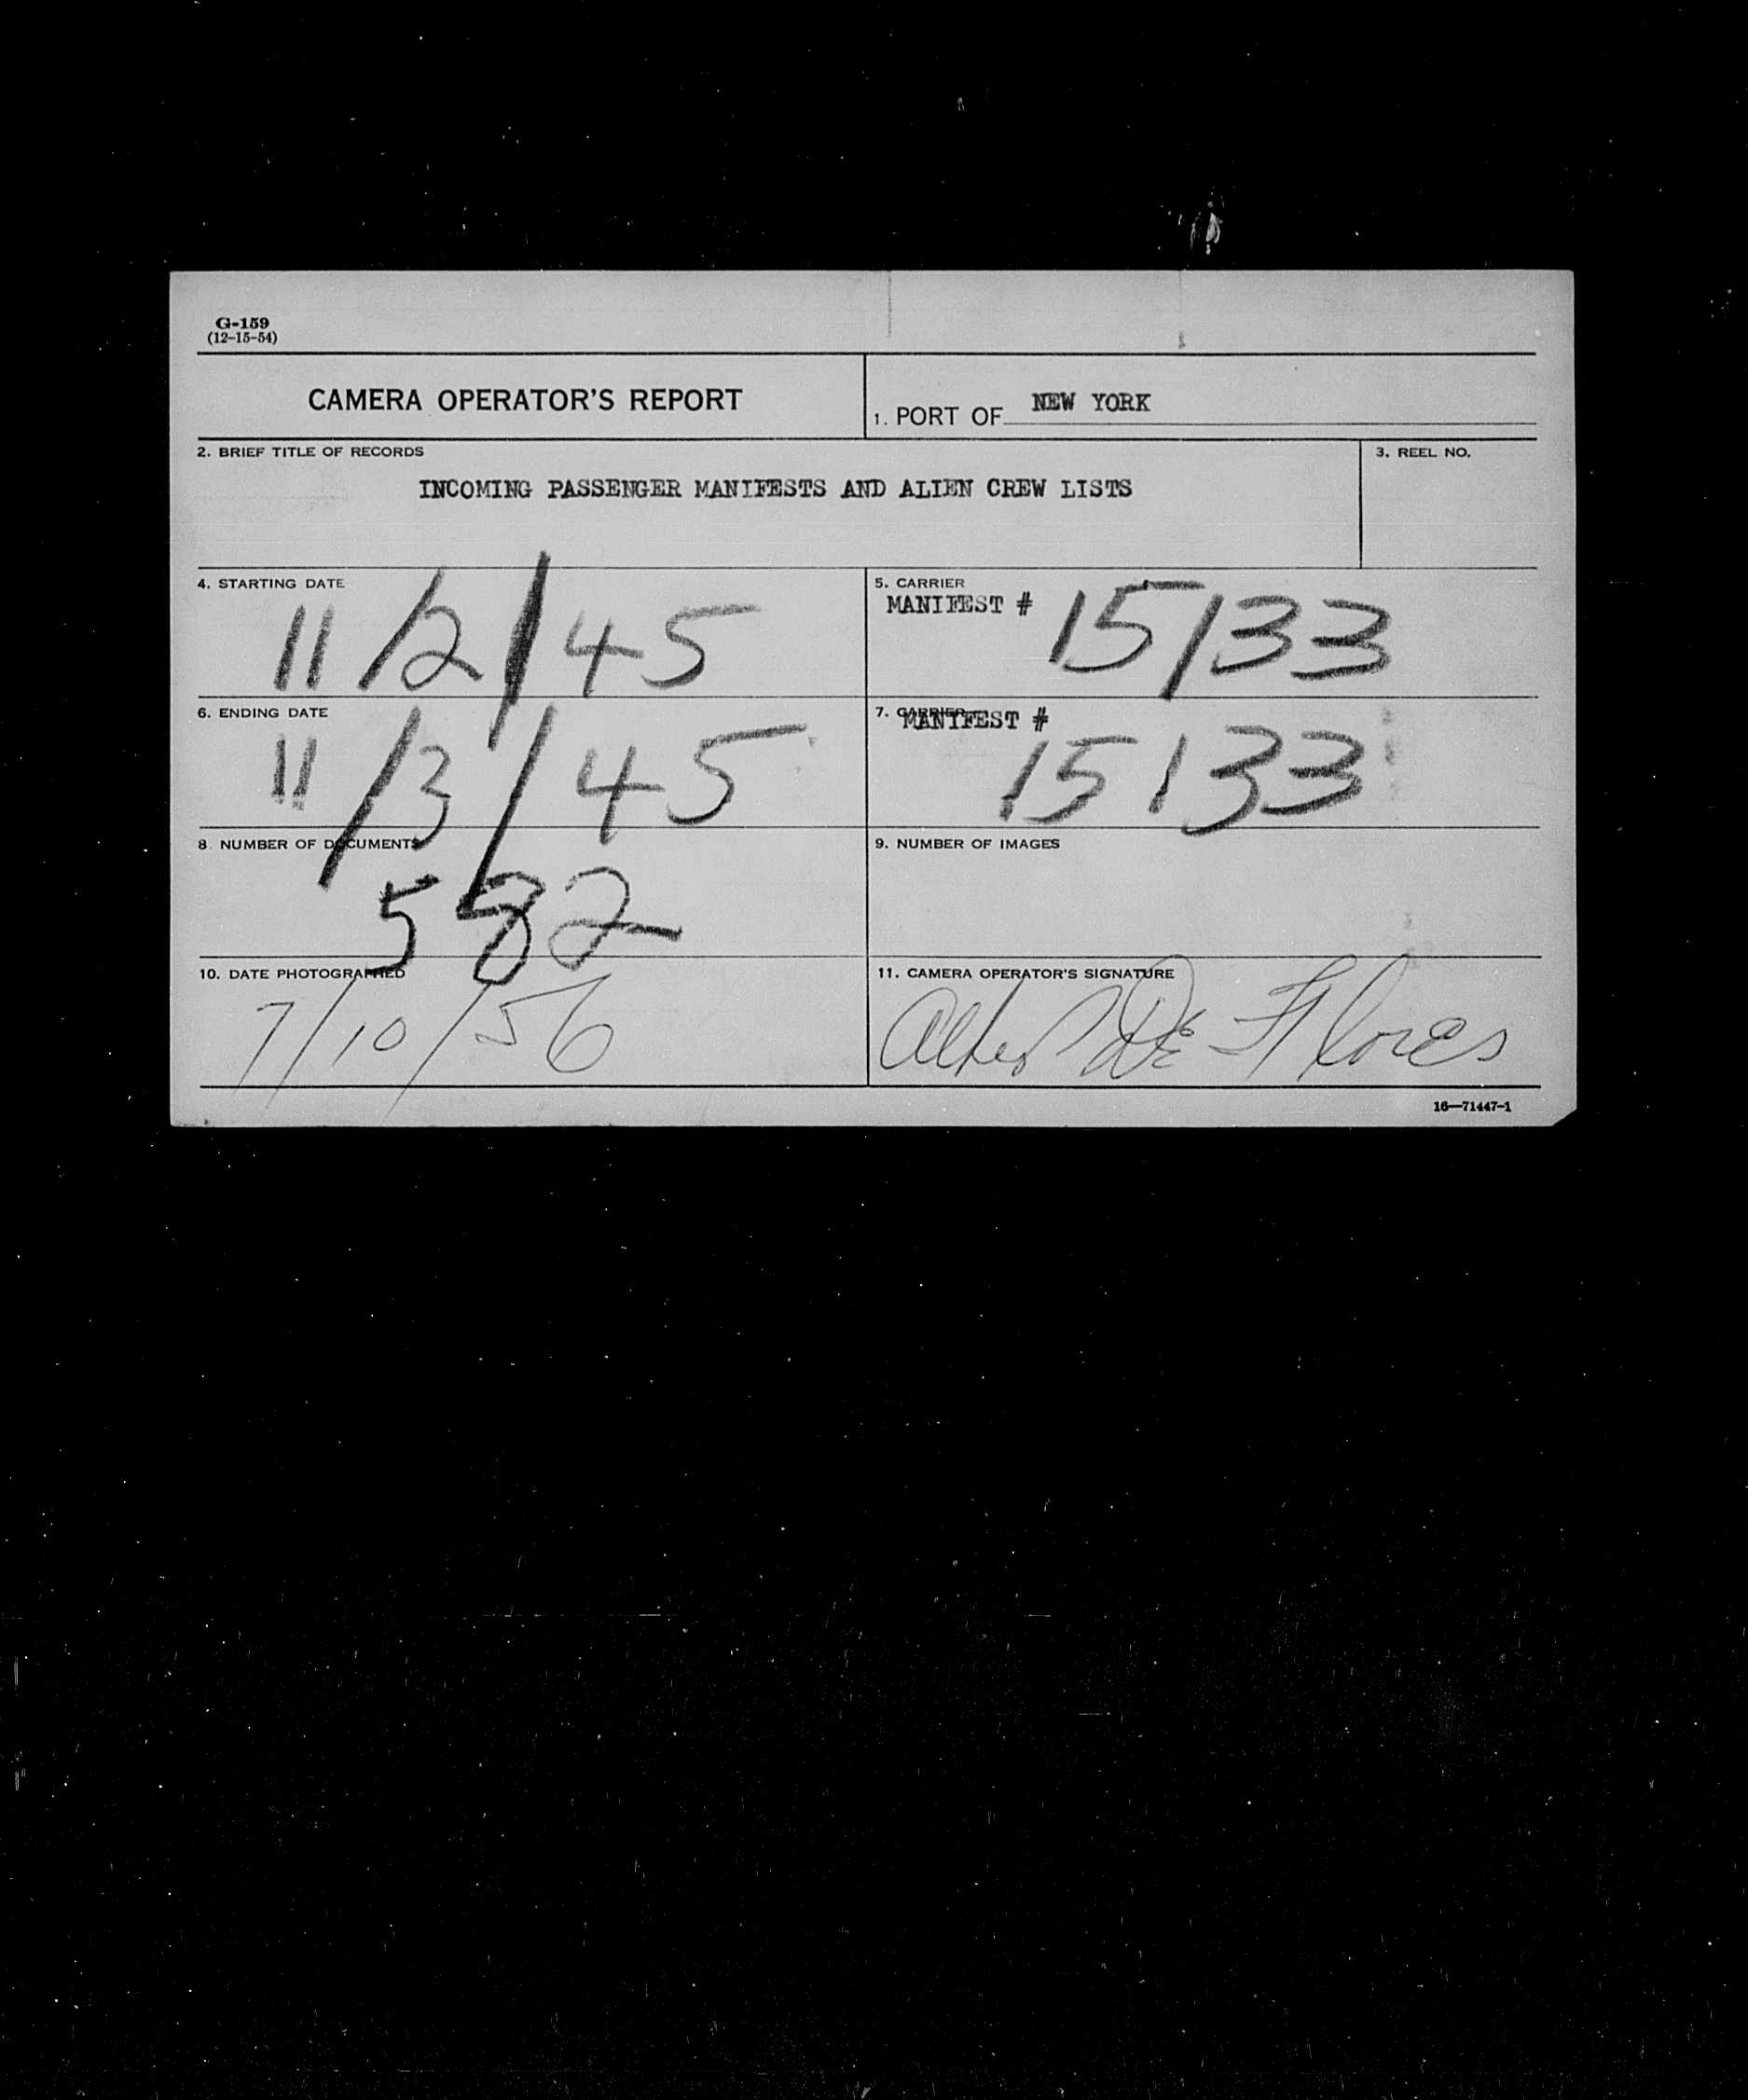 G-159
(12-15-54)
CAMERA OPERATOR'S REPORT
1. PORT OF NEW YORK
2. BRIEF TITLE OF RECORDS
INCOMING PASSENGER MANIFESTS AND ALIEN CREW LISTS
3. REEL NO.
4. STARTING DATE
11/2/45
5. CARRIER
MANIFEST # 15133
6. ENDING DATE
11/3/45
7. CARRIER
MANIFEST #
15133
8. NUMBER OF DOCUMENTS
582
9. NUMBER OF IMAGES
10. DATE PHOTOGRAPHED
7/10/56
11. CAMERA OPERATOR'S SIGNATURE
DE Flores
16—71447-1